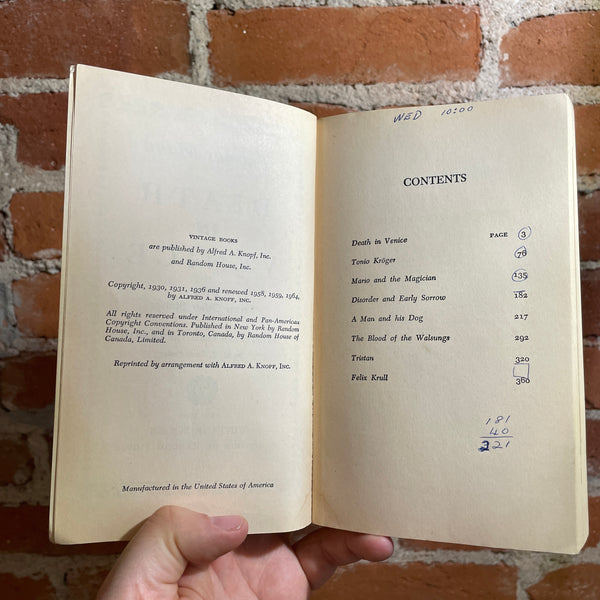 VINTAGE BOOKS
are published by Alfred A. Knopf, Inc.
and Random House, Inc.
Copyright, 1930, 1931, 1936 and renewed 1958, 1959, 1964,
by ALFRED A. KNOPF, INC.
All rights reserved under International and Pan-American
Copyright Conventions. Published in New York by Random
House, Inc., and in Toronto, Canada, by Random House of
Canada, Limited.
Reprinted by arrangement with ALFRED A. KNOPF, INC.
Manufactured in the United States of America
WED 10:00
CONTENTS
PAGE
Death in Venice 3
Tonio Kröger 76
Mario and the Magician 135
Disorder and Early Sorrow 182
A Man and his Dog 217
The Blood of the Walsungs 292
Tristan 320
Felix Krull 360
181
40
221